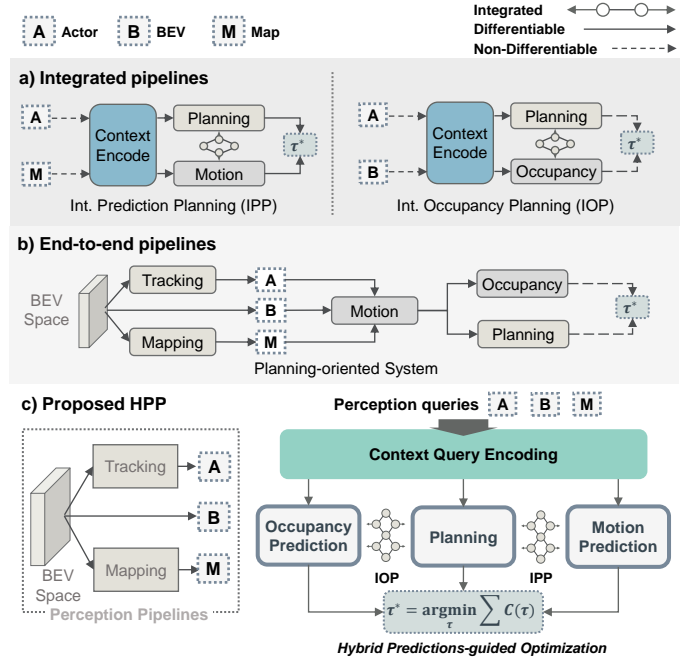 A Actor B BEV M Map
Integrated
Differentiable
Non-Differentiable
a) Integrated pipelines
A
M
Context
Encode
Planning
Motion
τ*
Int. Prediction Planning (IPP)
A
B
Context
Encode
Planning
Occupancy
τ*
Int. Occupancy Planning (IOP)
b) End-to-end pipelines
BEV
Space
Tracking
Mapping
A
B
M
Motion
Occupancy
Planning
τ*
Planning-oriented System
c) Proposed HPP
Tracking
Mapping
A
B
M
BEV
Space
Perception Pipelines
Perception queries A B M
Context Query Encoding
Occupancy
Prediction
IOP
Planning
IPP
Motion
Prediction
τ* = argmin ∑ C(τ)
τ
Hybrid Predictions-guided Optimization